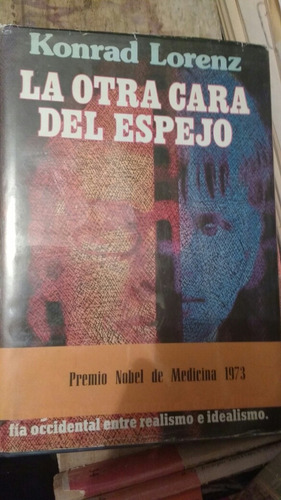 Konrad Lorenz
LA OTRA CARA
DEL ESPEJO
Premio Nobel de Medicina 1973
fía occidental entre realismo e idealismo.